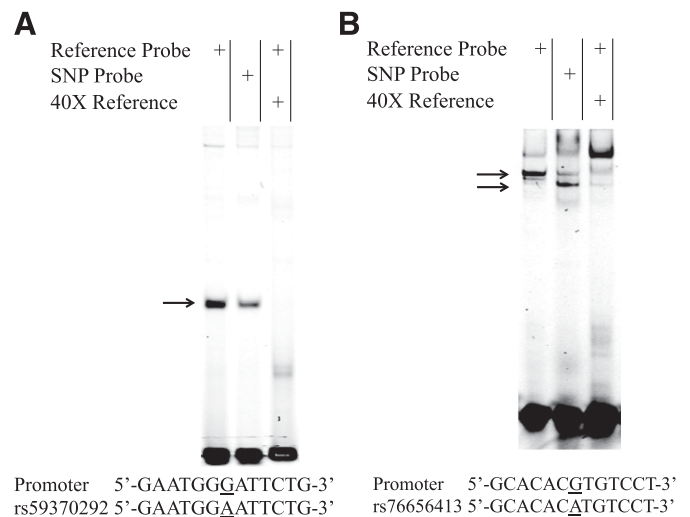 A B
Reference Probe + + Reference Probe + +
SNP Probe + SNP Probe +
40X Reference + 40X Reference +
Promoter 5’-GAATGGGATTCTG-3’ Promoter 5’-GCACACGTGTCCT-3’
rs59370292 5’-GAATGGAATTCTG-3’ rs76656413 5’-GCACACATGTCCT-3’